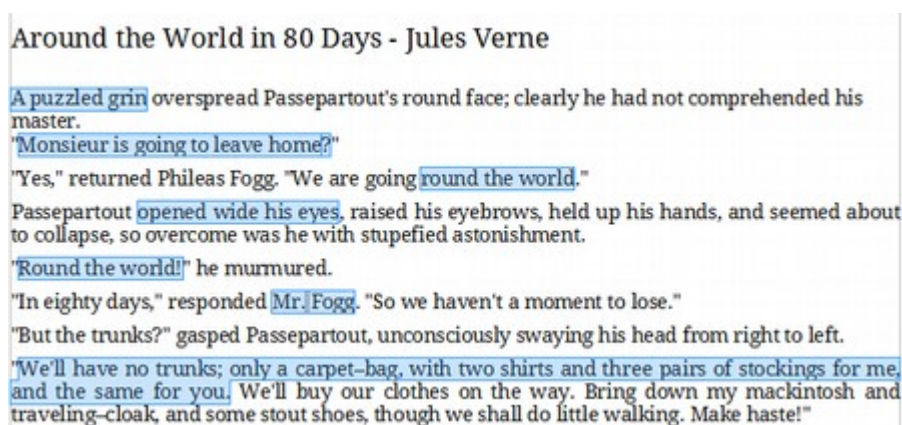 Around the World in 80 Days - Jules Verne
A puzzled grin overspread Passepartout's round face; clearly he had not comprehended his
master.
"Monsieur is going to leave home?"
"Yes," returned Phileas Fogg. "We are going round the world."
Passepartout opened wide his eyes, raised his eyebrows, held up his hands, and seemed about
to collapse, so overcome was he with stupefied astonishment.
"Round the world!" he murmured.
"In eighty days," responded Mr. Fogg. "So we haven't a moment to lose."
"But the trunks?" gasped Passepartout, unconsciously swaying his head from right to left.
"We'll have no trunks; only a carpet–bag, with two shirts and three pairs of stockings for me,
and the same for you. We'll buy our clothes on the way. Bring down my mackintosh and
traveling–cloak, and some stout shoes, though we shall do little walking. Make haste!"